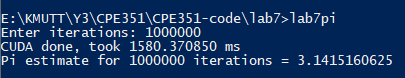 E:\KMUTT\Y3\CPE351\CPE351-code\lab7>lab7pi
Enter iterations: 1000000
CUDA done, took 1580.370850 ms
Pi estimate for 1000000 iterations = 3.1415160625